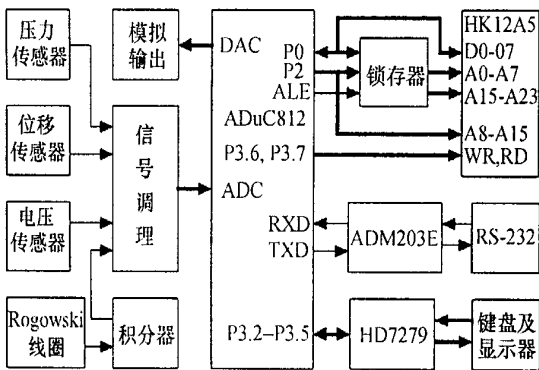 压力
传感器
位移
传感器
电压
传感器
Rogowski
线圈
模拟
输出
信
号
调
理
积分器
DAC
P0
P2
ALE
ADuC812
P3.6, P3.7
ADC
RXD
TXD
P3.2–P3.5
锁存器
HK12A5
D0-07
A0-A7
A15-A23
A8-A15
WR,RD
ADM203E
RS-232
HD7279
键盘及
显示器